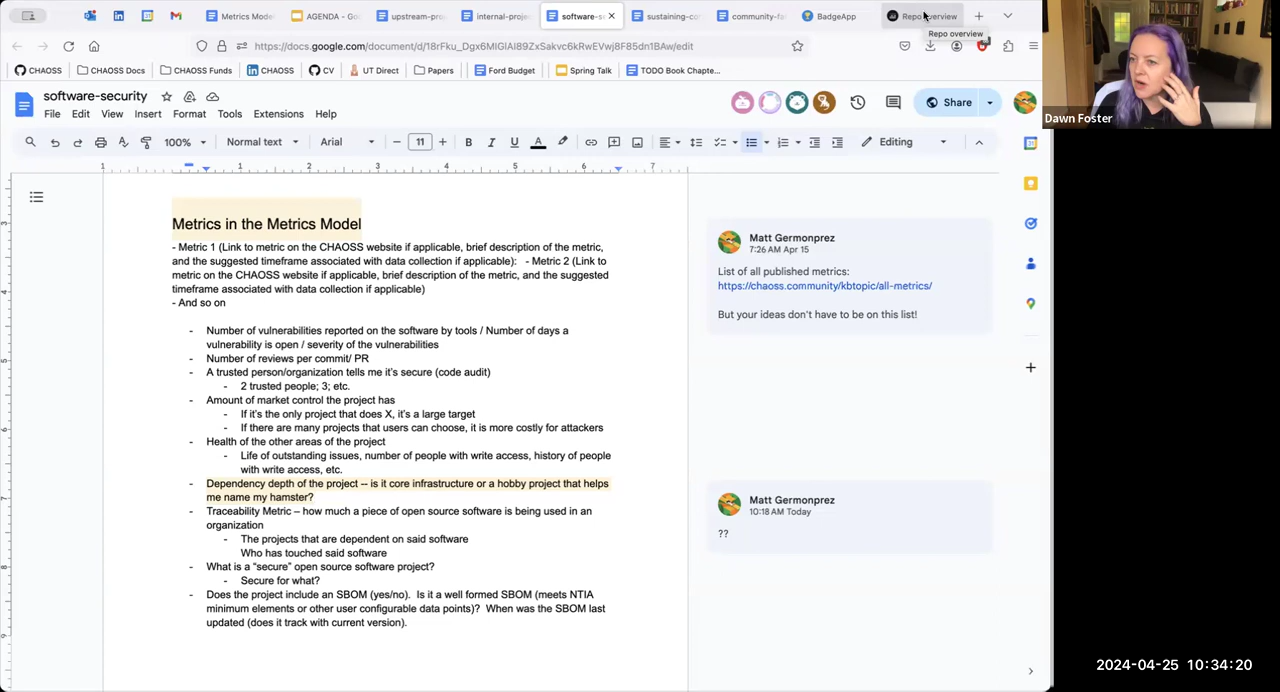 Metrics Mode
AGENDA - Go
upstream-pro
internal-proje
software-s
sustaining-co
community-fa
BadgeApp
Repo overview
Repo overview
https://docs.google.com/document/d/18rFku_Dgx6MlGlAI89ZxSakvc6kRwEVwj8F85dn1BAw/edit
CHAOSS
CHAOSS Docs
CHAOSS Funds
CHAOSS
CV
UT Direct
Papers
Ford Budget
Spring Talk
TODO Book Chapte...
Dawn Foster
software-security
File Edit View Insert Format Tools Extensions Help
Share
100%
Normal text
Arial
11
B I U A
Editing
1 1 2 3 4 5 6 7
Metrics in the Metrics Model
- Metric 1 (Link to metric on the CHAOSS website if applicable, brief description of the metric,
and the suggested timeframe associated with data collection if applicable): - Metric 2 (Link to
metric on the CHAOSS website if applicable, brief description of the metric, and the suggested
timeframe associated with data collection if applicable)
- And so on
- Number of vulnerabilities reported on the software by tools / Number of days a
vulnerability is open / severity of the vulnerabilities
- Number of reviews per commit/ PR
- A trusted person/organization tells me it's secure (code audit)
- 2 trusted people; 3; etc.
- Amount of market control the project has
- If it's the only project that does X, it's a large target
- If there are many projects that users can choose, it is more costly for attackers
- Health of the other areas of the project
- Life of outstanding issues, number of people with write access, history of people
with write access, etc.
- Dependency depth of the project -- is it core infrastructure or a hobby project that helps
me name my hamster?
- Traceability Metric – how much a piece of open source software is being used in an
organization
- The projects that are dependent on said software
Who has touched said software
- What is a “secure” open source software project?
- Secure for what?
- Does the project include an SBOM (yes/no). Is it a well formed SBOM (meets NTIA
minimum elements or other user configurable data points)? When was the SBOM last
updated (does it track with current version).
Matt Germonprez
7:26 AM Apr 15
List of all published metrics:
https://chaoss.community/kbtopic/all-metrics/
But your ideas don't have to be on this list!
Matt Germonprez
10:18 AM Today
??
2024-04-25 10:34:20